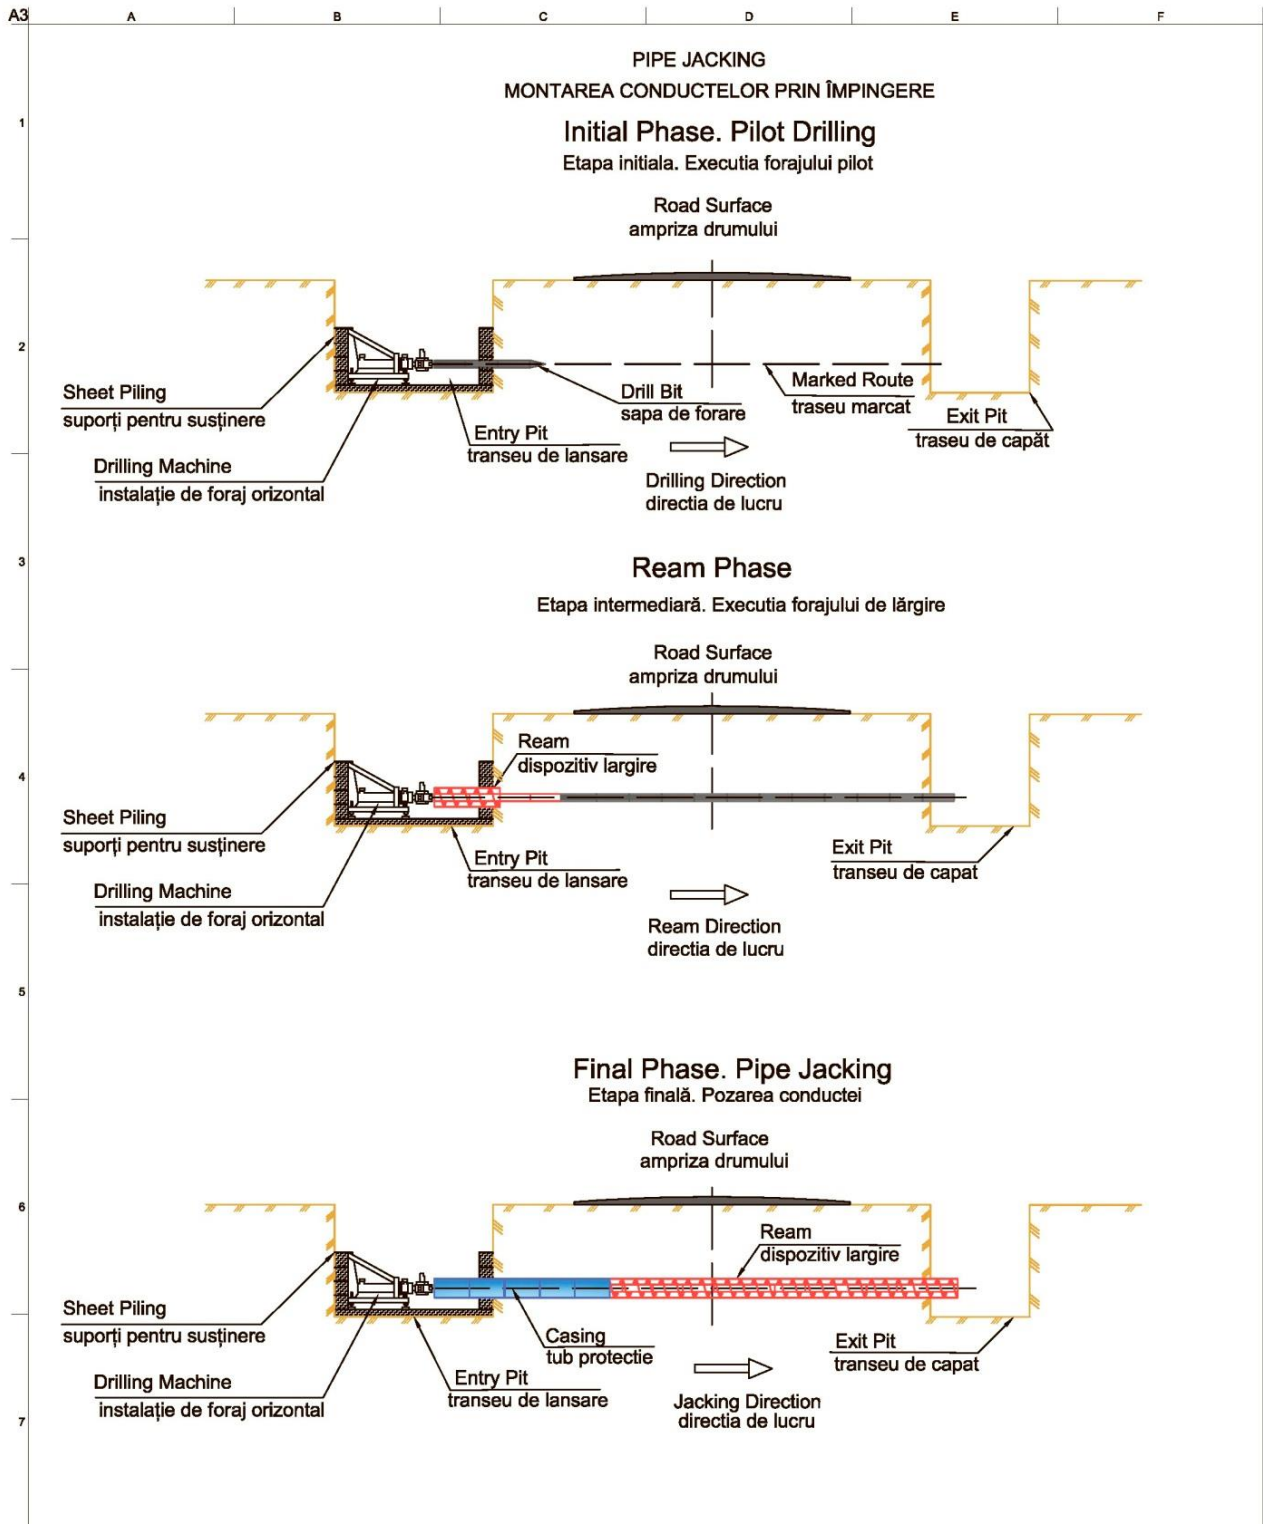 A3 A B C D E F
PIPE JACKING
MONTAREA CONDUCTELOR PRIN ÎMPINGERE
1
Initial Phase. Pilot Drilling
Etapa initiala. Executia forajului pilot
Road Surface
ampriza drumului
2
Sheet Piling
suporți pentru susținere
Drilling Machine
instalație de foraj orizontal
Entry Pit
transeu de lansare
Drill Bit
sapa de forare
Marked Route
traseu marcat
Exit Pit
traseu de capăt
Drilling Direction
directia de lucru
3
Ream Phase
Etapa intermediară. Executia forajului de lărgire
Road Surface
ampriza drumului
4
Ream
dispozitiv largire
Sheet Piling
suporți pentru susținere
Drilling Machine
instalație de foraj orizontal
Entry Pit
transeu de lansare
Exit Pit
transeu de capat
Ream Direction
directia de lucru
5
Final Phase. Pipe Jacking
Etapa finală. Pozarea conductei
Road Surface
ampriza drumului
6
Ream
dispozitiv largire
Sheet Piling
suporți pentru susținere
Drilling Machine
instalație de foraj orizontal
Entry Pit
transeu de lansare
Casing
tub protectie
Exit Pit
transeu de capat
Jacking Direction
directia de lucru
7